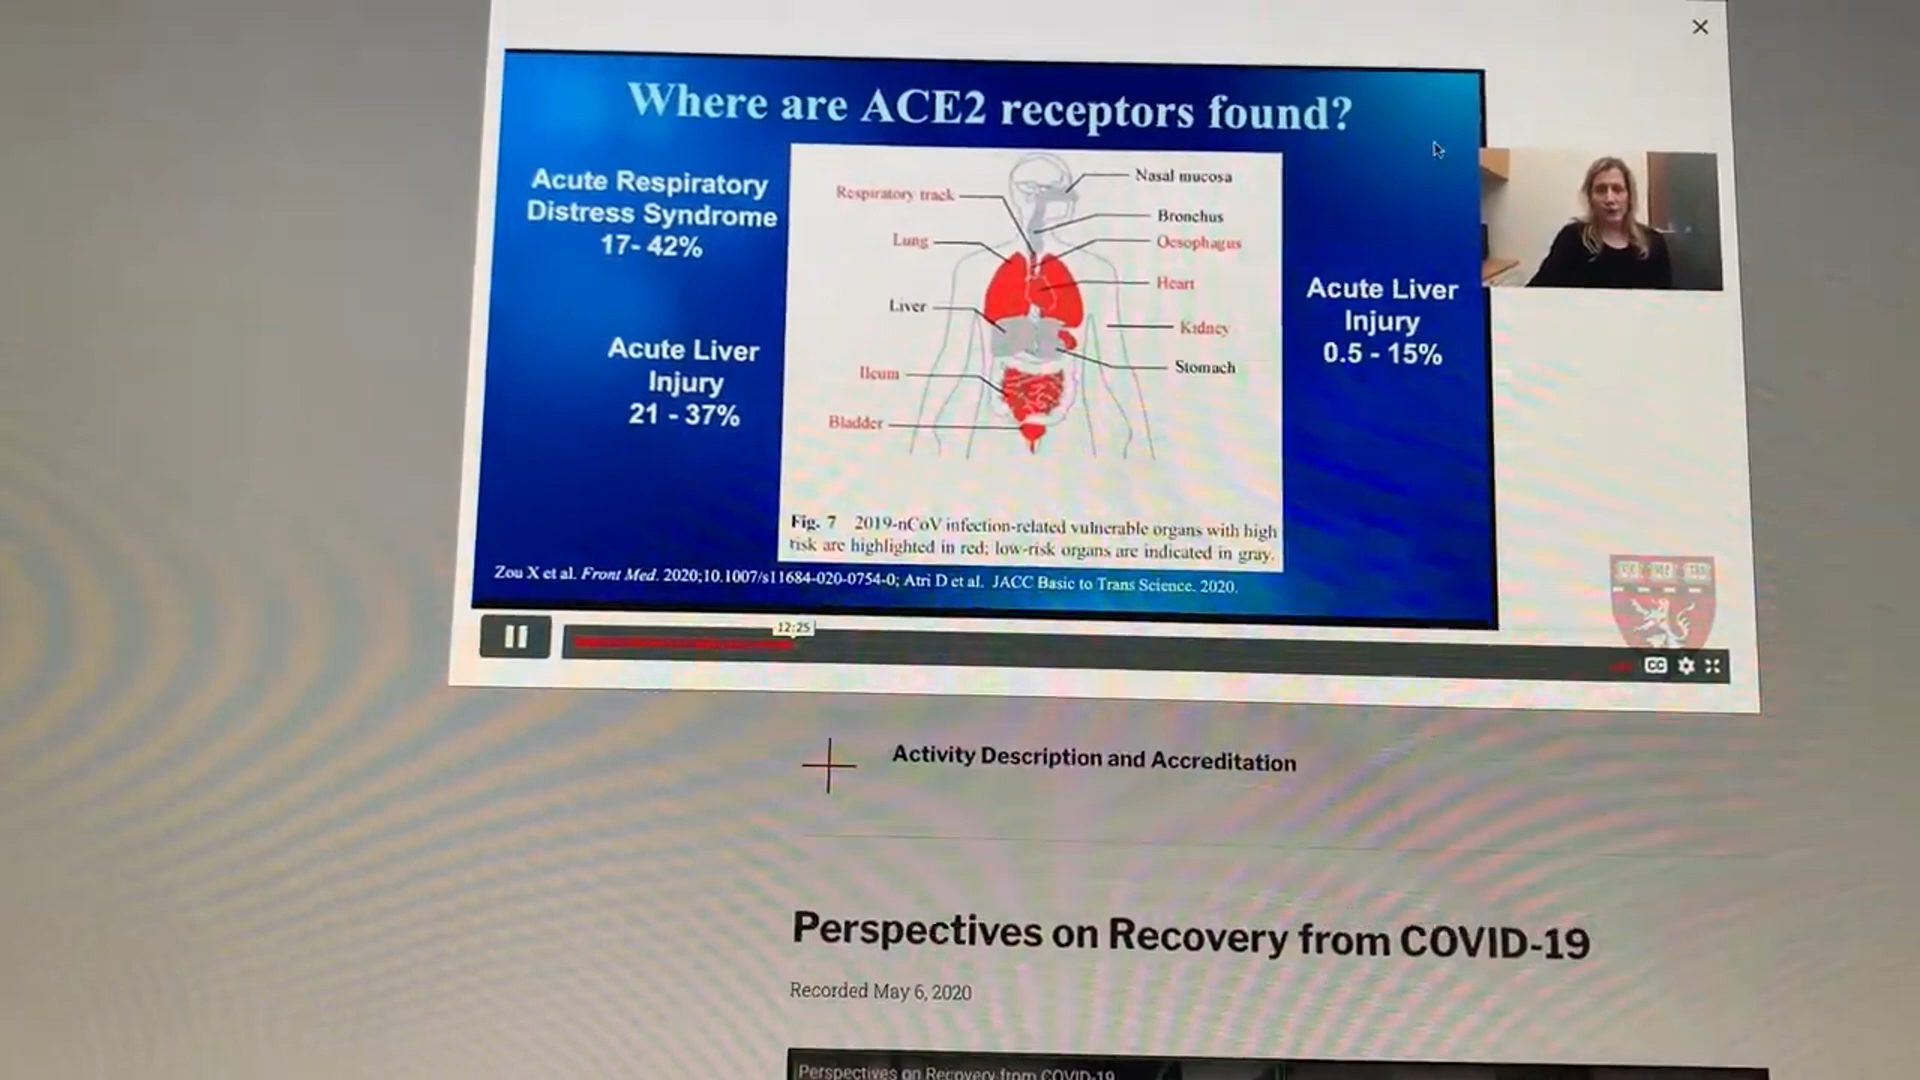 Where are ACE2 receptors found?
Acute Respiratory
Distress Syndrome
17- 42%
Acute Liver
Injury
21 - 37%
Respiratory track
Lung
Liver
Ileum
Bladder
Nasal mucosa
Bronchus
Oesophagus
Heart
Kidney
Stomach
Acute Liver
Injury
0.5 - 15%
Fig. 7 2019-nCoV infection-related vulnerable organs with high
risk are highlighted in red; low-risk organs are indicated in gray.
Zou X et al. Front Med. 2020;10.1007/s11684-020-0754-0; Atri D et al. JACC Basic to Trans Science. 2020.
12:25
CC
Activity Description and Accreditation
Perspectives on Recovery from COVID-19
Recorded May 6, 2020
Perspectives on Recovery from COVID-19